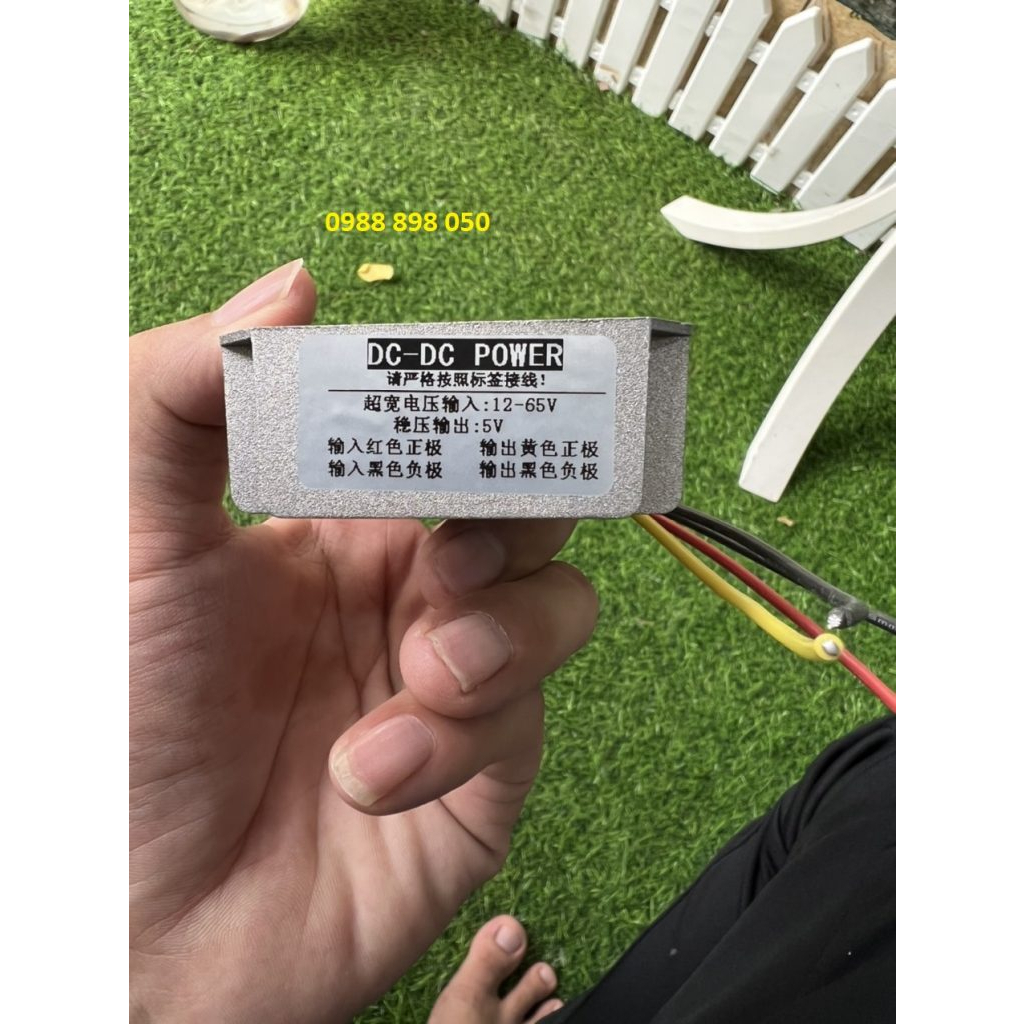 0988 898 050
DC-DC POWER
请严格按照标签接线!
超宽电压输入:12-65V
稳压输出:5V
输入红色正极 输出黄色正极
输入黑色负极 输出黑色负极